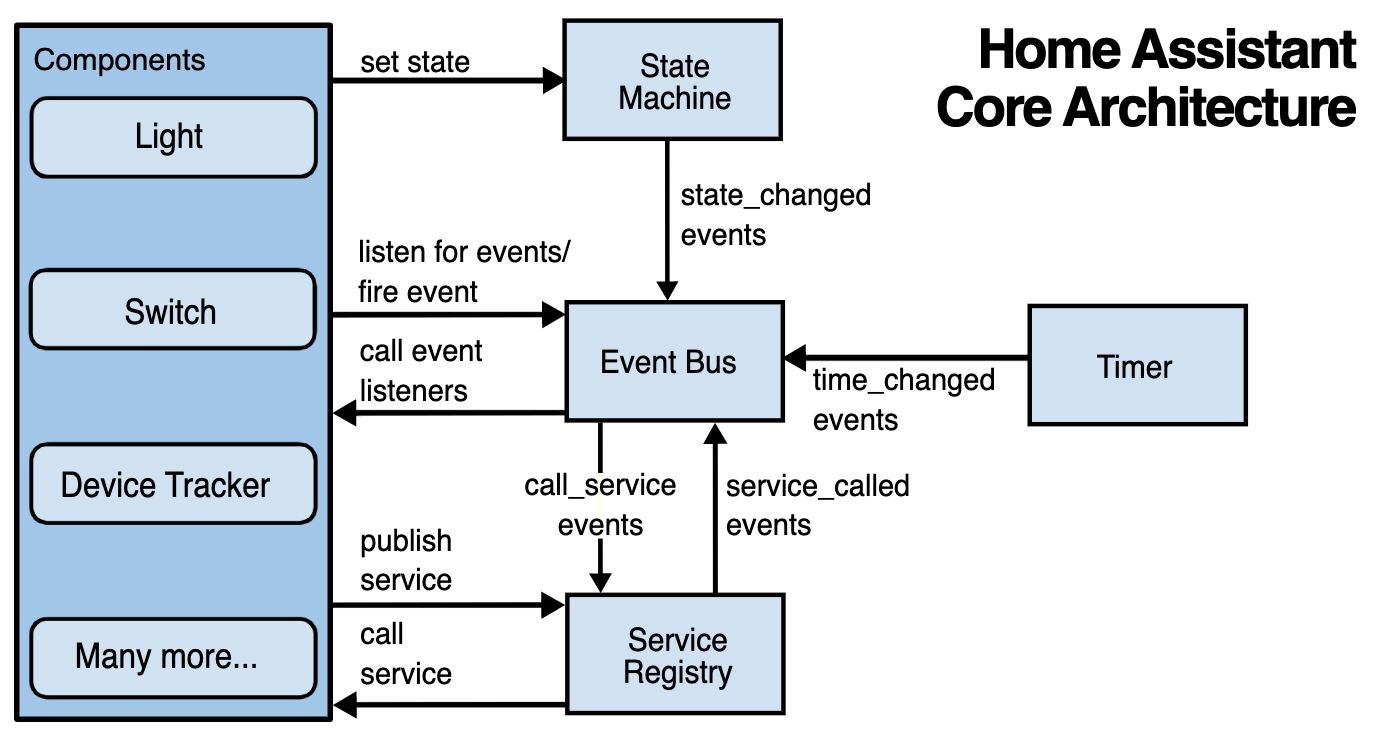 Home Assistant
Core Architecture
Components
Light
Switch
Device Tracker
Many more...
set state
State
Machine
state_changed
events
listen for events/
fire event
call event
listeners
Event Bus
time_changed
events
Timer
call_service
events
service_called
events
publish
service
call
service
Service
Registry